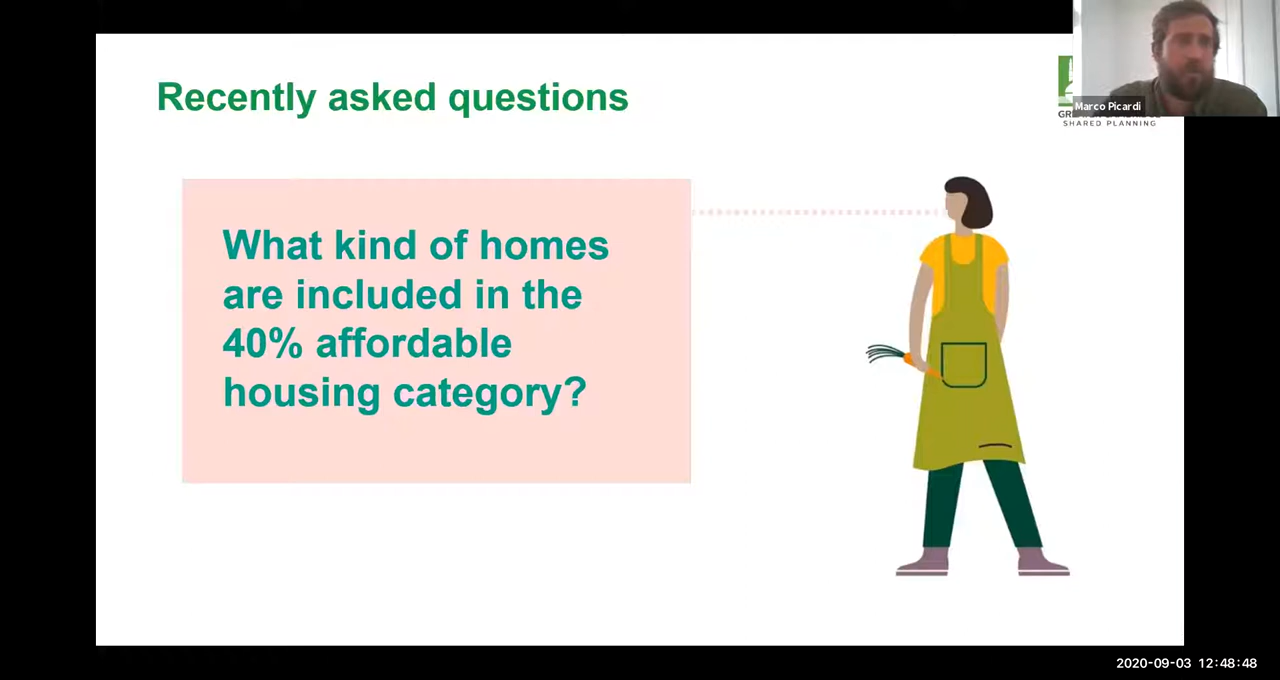 Recently asked questions
Marco Picardi
SHARED PLANNING
What kind of homes
are included in the
40% affordable
housing category?
2020-09-03 12:48:48